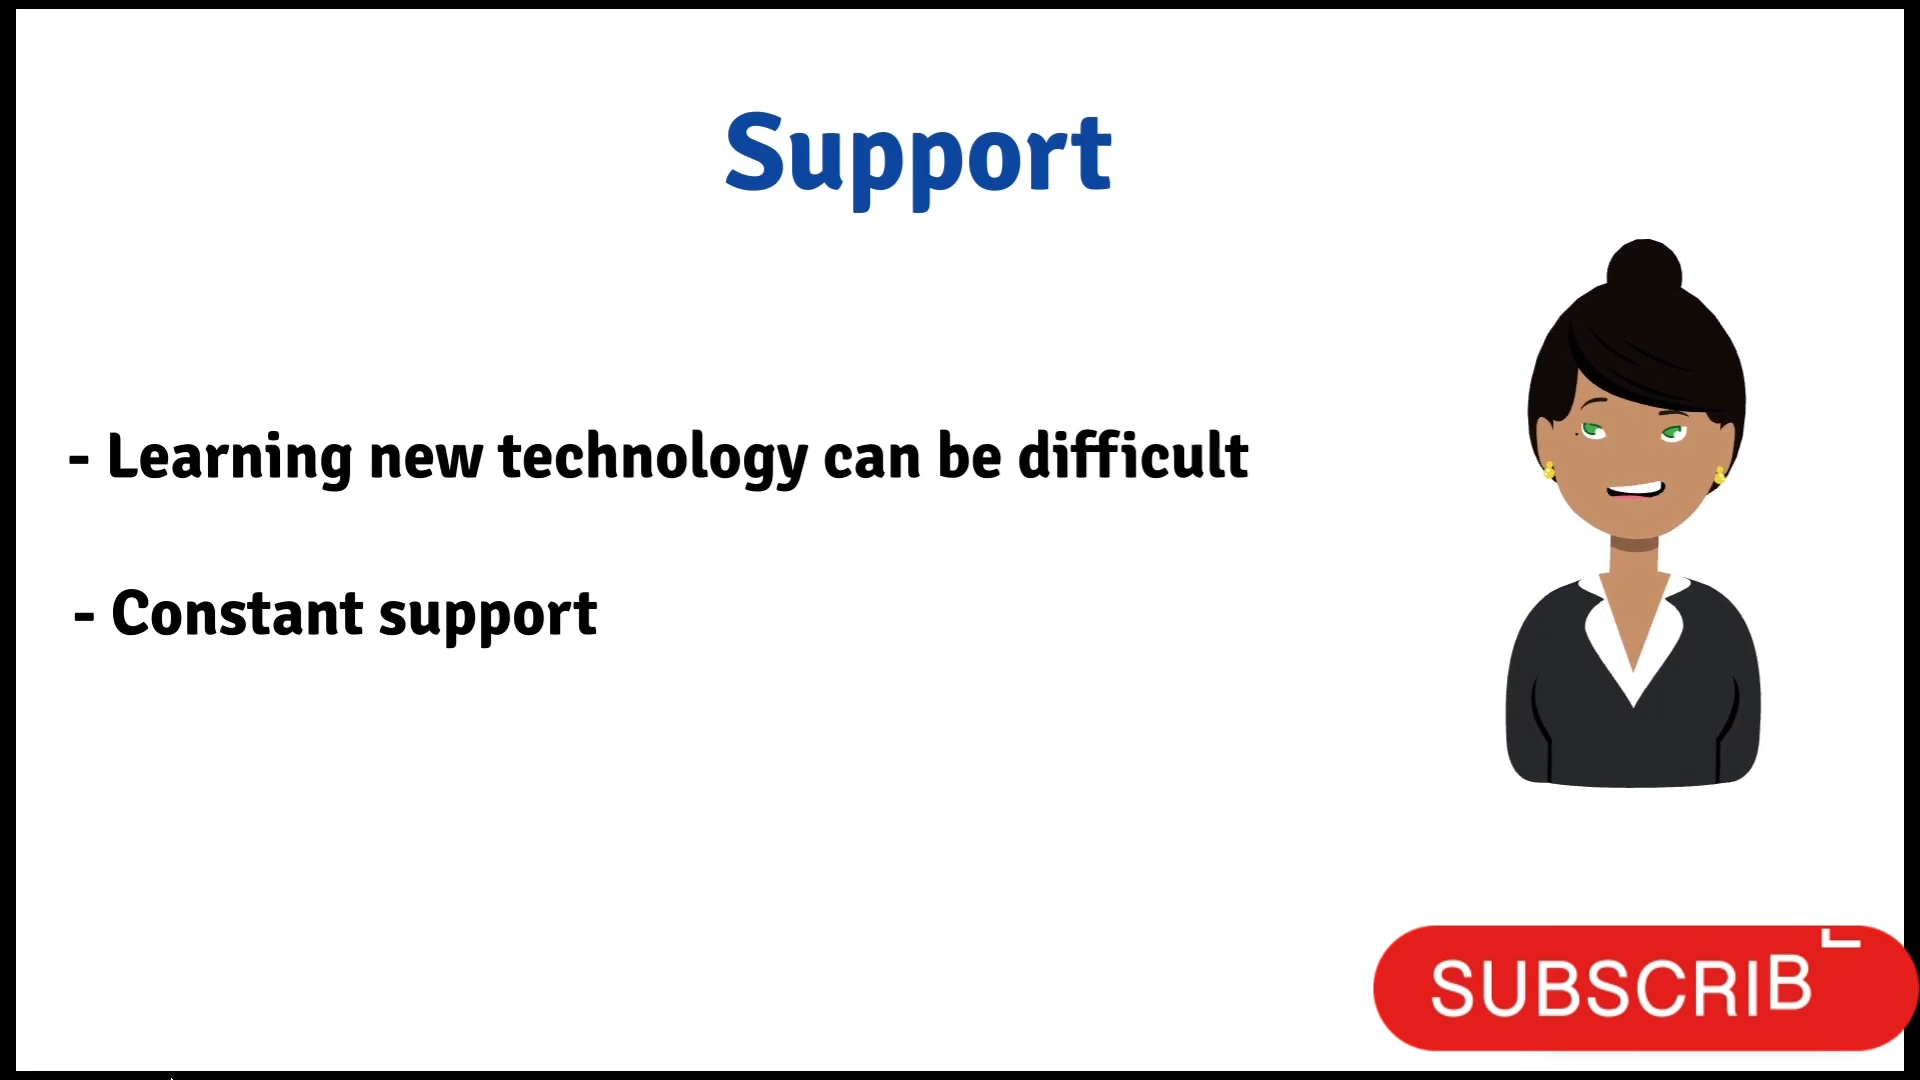 Support
- Learning new technology can be difficult
- Constant support
SUBSCRIB